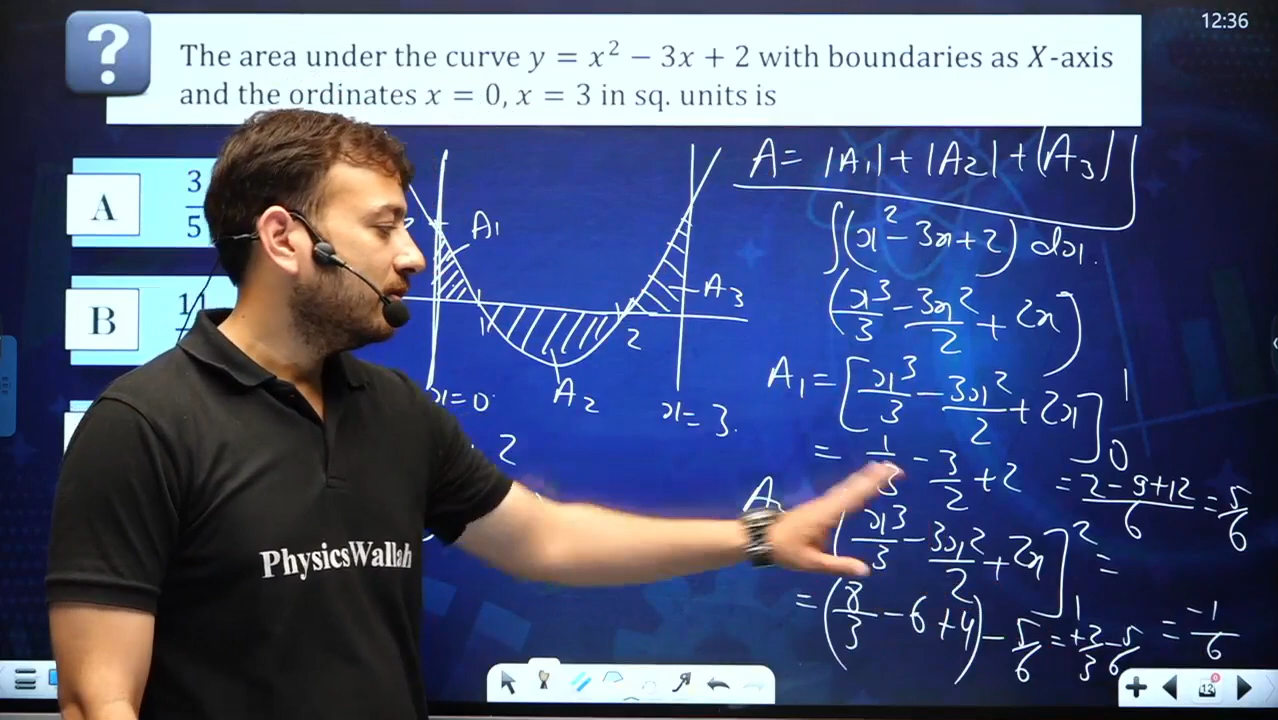 12:36
?
The area under the curve y = x² − 3x + 2 with boundaries as X-axis
and the ordinates x = 0, x = 3 in sq. units is
A 3/5
B
A = |A₁| + |A₂| + |A₃|
∫(x² − 3x + 2) dx.
(x³/3 − 3x²/2 + 2x)
A₁ = [x³/3 − 3x²/2 + 2x]₀¹
= 1/3 − 3/2 + 2 = (2 − 9 + 12)/6 = 5/6
[x³/3 − 3x²/2 + 2x]₁² =
= (8/3 − 6 + 4) − 5/6 = +2/3 − 5/6 = −1/6
A₁
A₃
1
2
A₂
x = 0
x = 3.
2
PhysicsWallah
12